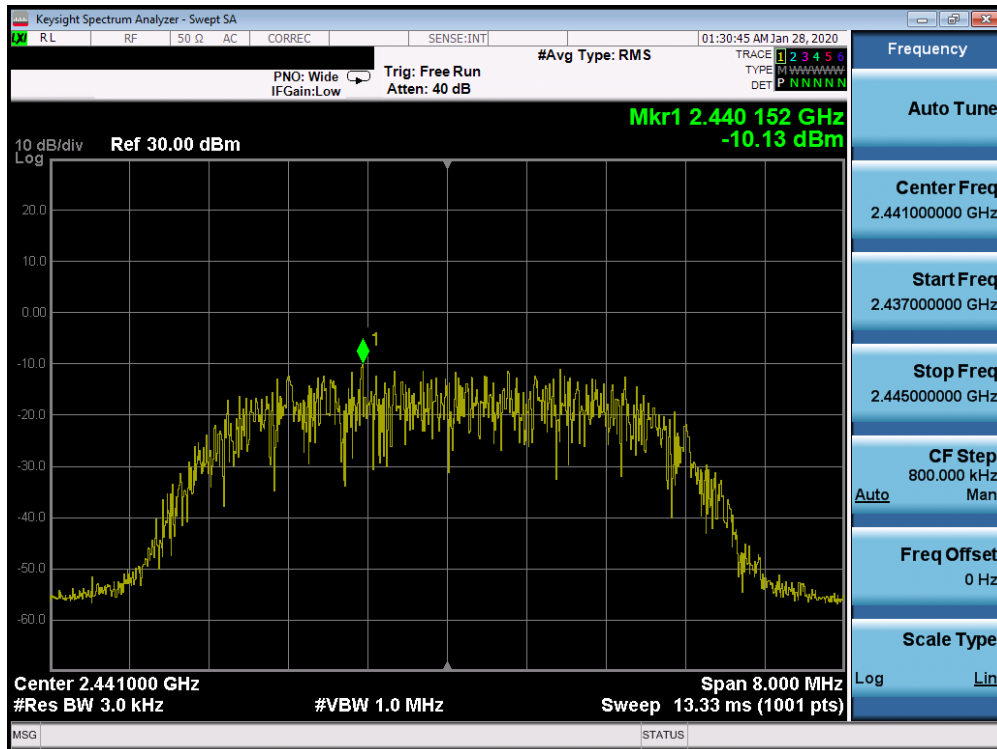 Keysight Spectrum Analyzer - Swept SA
LXI RL RF 50 Ω AC CORREC SENSE:INT 01:30:45 AM Jan 28, 2020
PNO: Wide
IFGain:Low
Trig: Free Run
Atten: 40 dB
#Avg Type: RMS
TRACE 1 2 3 4 5 6
TYPE M W W W W W
DET P N N N N N
Mkr1 2.440 152 GHz
-10.13 dBm
10 dB/div Ref 30.00 dBm
Log
20.0
10.0
0.00
-10.0
-20.0
-30.0
-40.0
-50.0
-60.0
1
Center 2.441000 GHz Span 8.000 MHz
#Res BW 3.0 kHz #VBW 1.0 MHz Sweep 13.33 ms (1001 pts)
MSG STATUS
Frequency
Auto Tune
Center Freq
2.441000000 GHz
Start Freq
2.437000000 GHz
Stop Freq
2.445000000 GHz
CF Step
800.000 kHz
Auto Man
Freq Offset
0 Hz
Scale Type
Log Lin